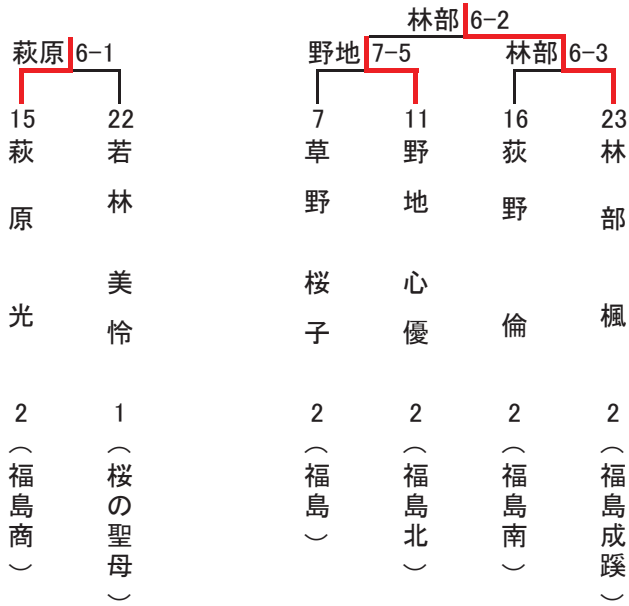 林部 6-2
萩原 6-1
野地 7-5
林部 6-3
15 萩原 光 2 (福島商)
22 若林 美怜 1 (桜の聖母)
7 草野 桜子 2 (福島)
11 野地 心優 2 (福島北)
16 荻野 倫 2 (福島南)
23 林部 楓 2 (福島成蹊)